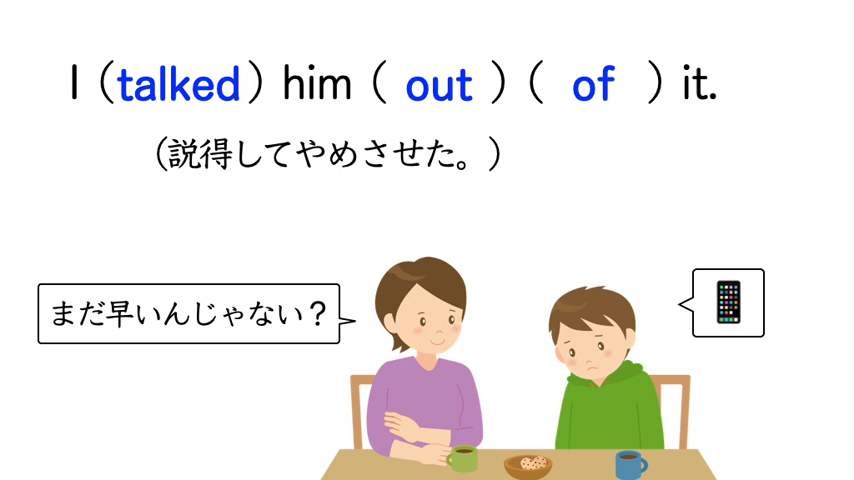 I (talked) him ( out ) ( of ) it.
(説得してやめさせた。)
まだ早いんじゃない？